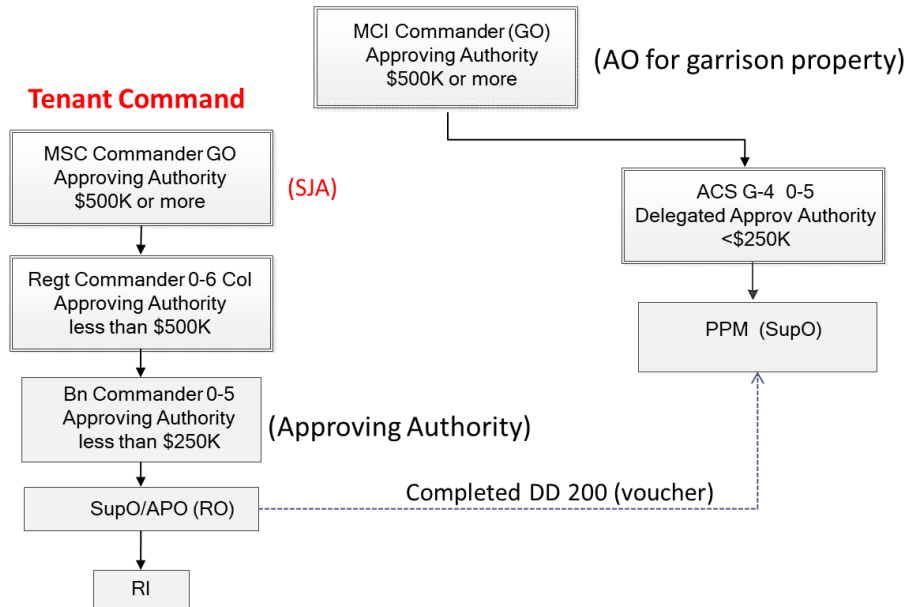 MCI Commander (GO)
Approving Authority
$500K or more
(AO for garrison property)
Tenant Command
MSC Commander GO
Approving Authority
$500K or more
(SJA)
ACS G-4 0-5
Delegated Approv Authority
<$250K
Regt Commander 0-6 Col
Approving Authority
less than $500K
PPM (SupO)
Bn Commander 0-5
Approving Authority
less than $250K
(Approving Authority)
SupO/APO (RO)
Completed DD 200 (voucher)
RI